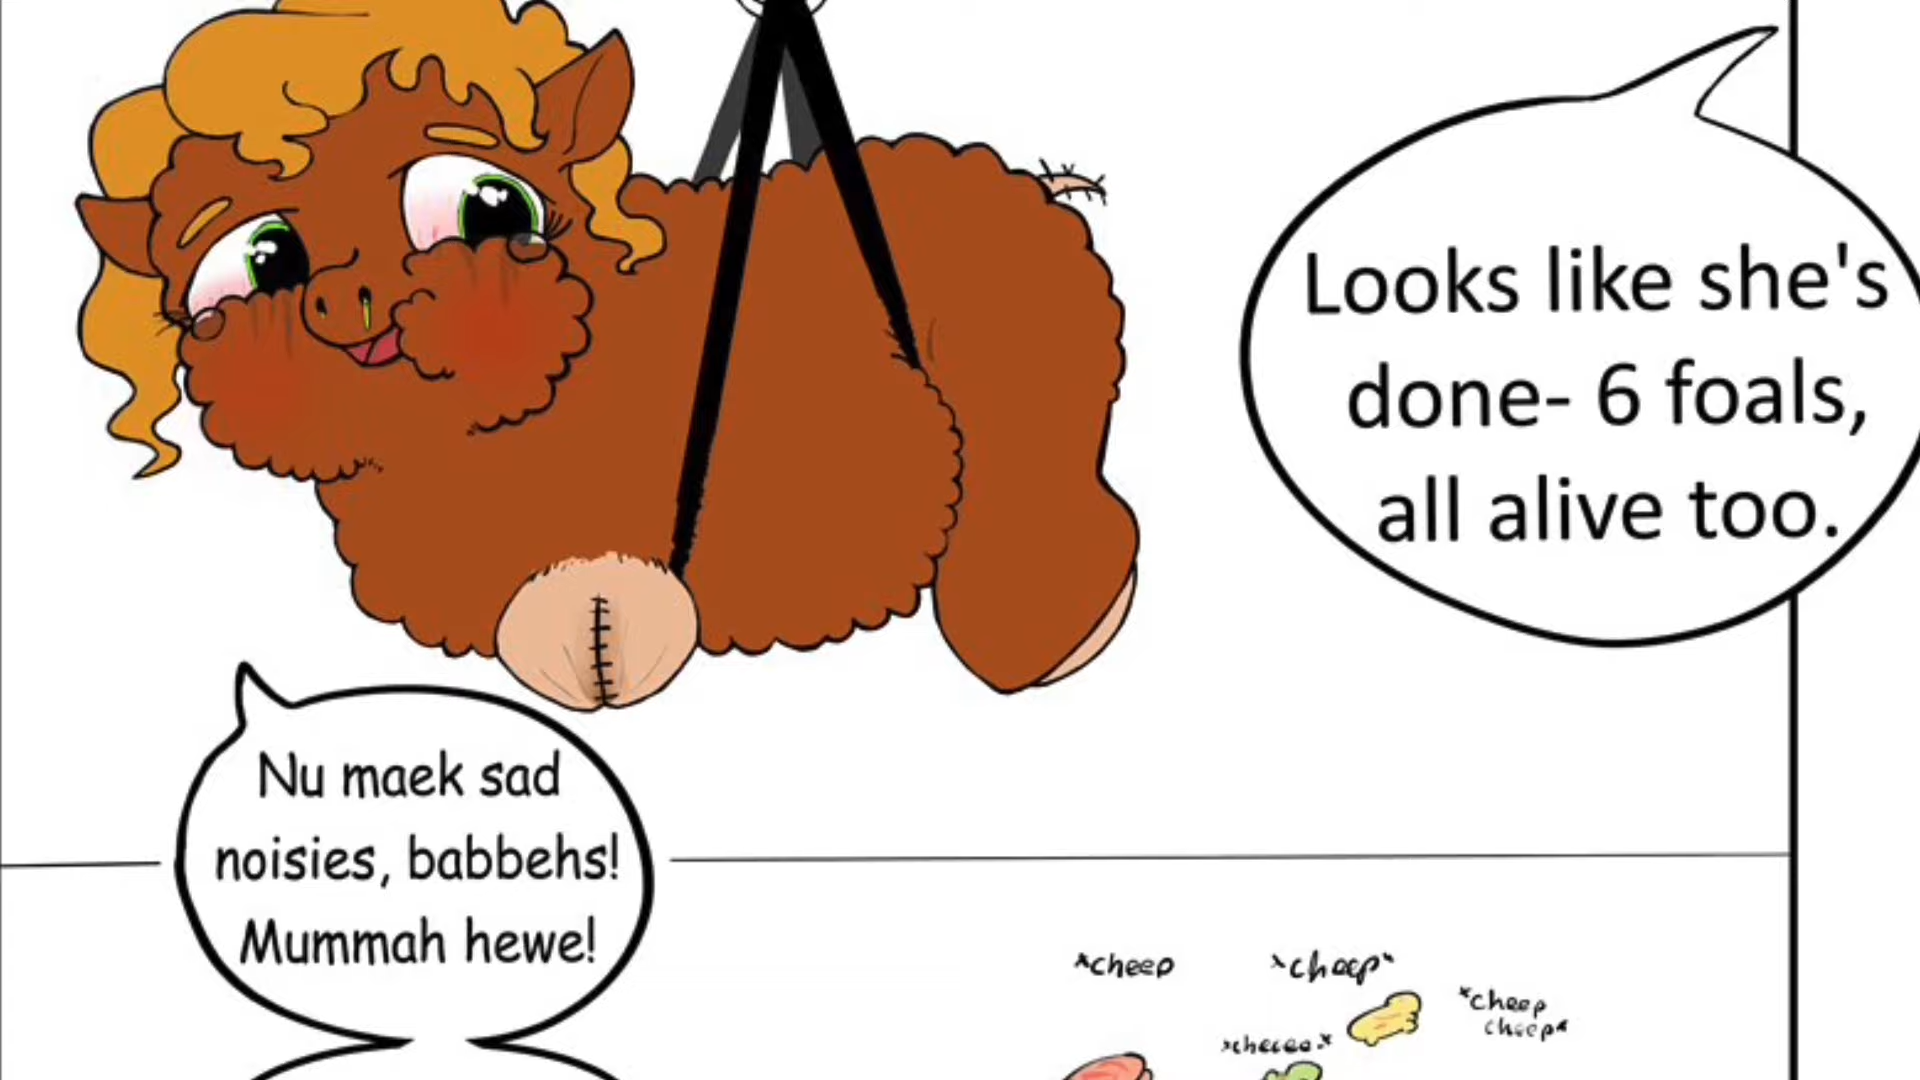 Looks like she's
done- 6 foals,
all alive too.
Nu maek sad
noisies, babbehs!
Mummah hewe!
*cheep
*cheep*
*cheep
cheep*
*cheeee*